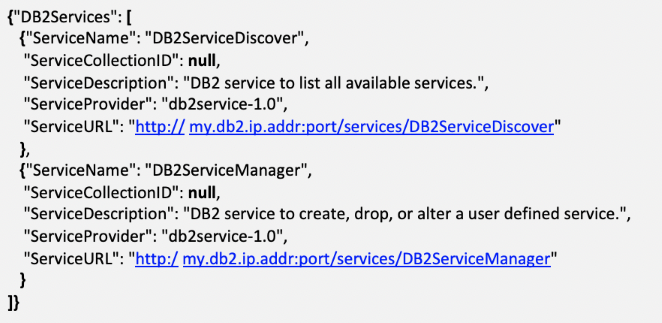 {"DB2Services": [
{"ServiceName": "DB2ServiceDiscover",
"ServiceCollectionID": null,
"ServiceDescription": "DB2 service to list all available services.",
"ServiceProvider": "db2service-1.0",
"ServiceURL": "http:// my.db2.ip.addr:port/services/DB2ServiceDiscover"
},
{"ServiceName": "DB2ServiceManager",
"ServiceCollectionID": null,
"ServiceDescription": "DB2 service to create, drop, or alter a user defined service.",
"ServiceProvider": "db2service-1.0",
"ServiceURL": "http:/ my.db2.ip.addr:port/services/DB2ServiceManager"
}
]}